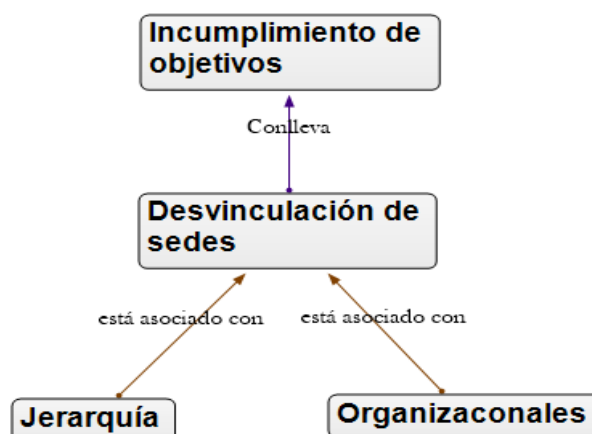 Incumplimiento de
objetivos
Conlleva
Desvinculación de
sedes
está asociado con
está asociado con
Jerarquía
Organizaconales